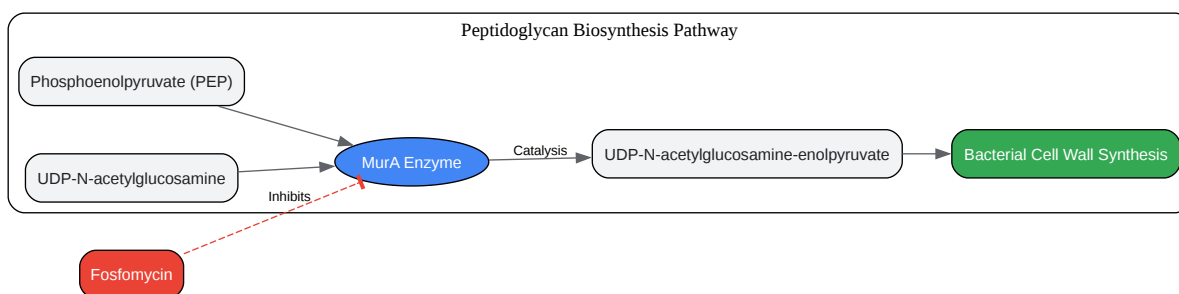 Peptidoglycan Biosynthesis Pathway
Phosphoenolpyruvate (PEP)
UDP-N-acetylglucosamine
MurA Enzyme
Catalysis
UDP-N-acetylglucosamine-enolpyruvate
Bacterial Cell Wall Synthesis
Inhibits
Fosfomycin